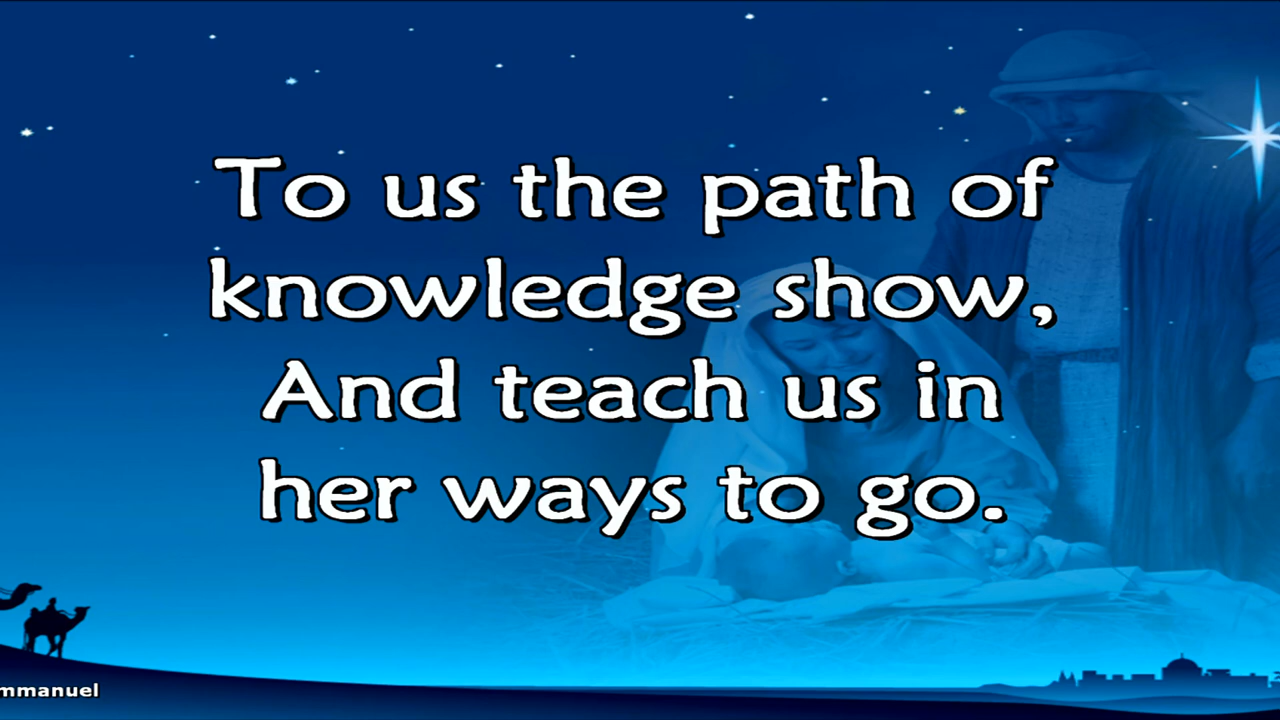 To us the path of
knowledge show,
And teach us in
her ways to go.
mmanuel